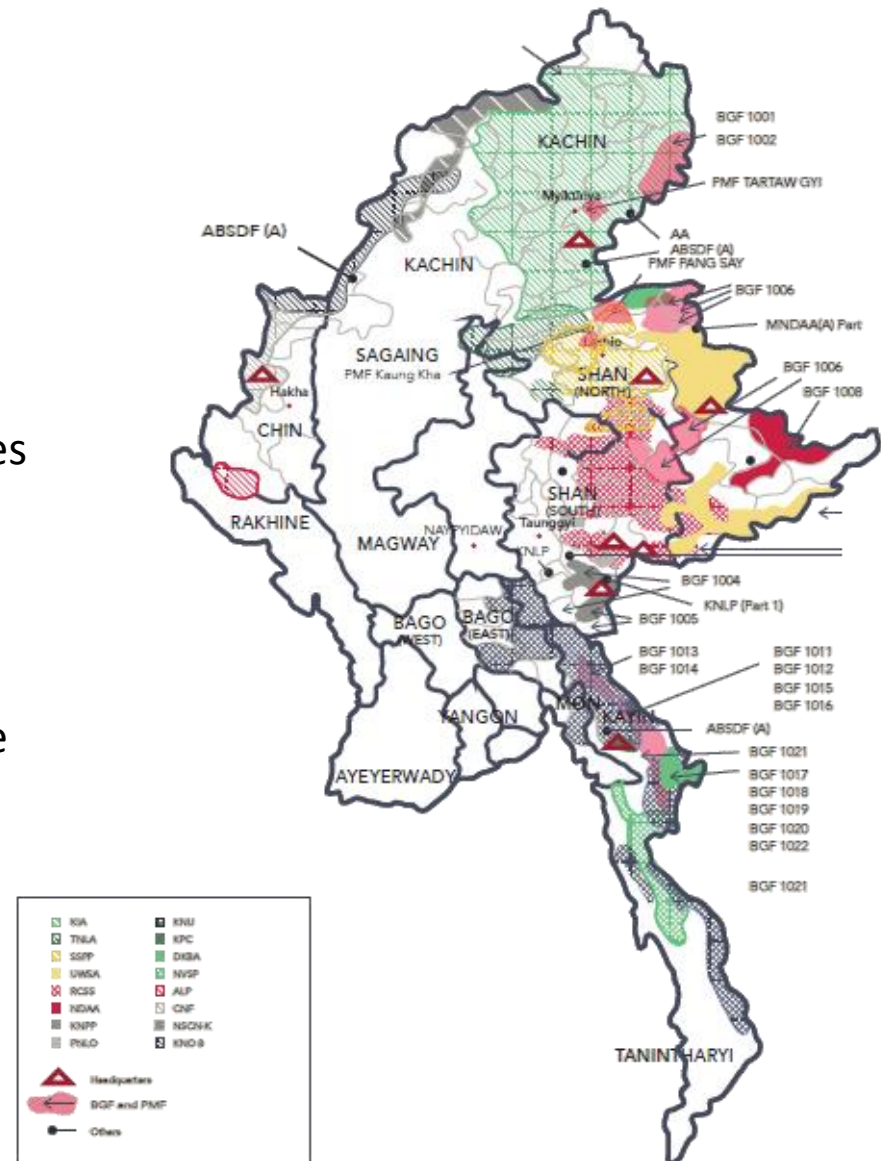 es
e
KACHIN
BGF 1001
BGF 1002
PMF TARTAW GYI
AA
ABSDF (A)
PMF PANG SAY
ABSDF (A)
KACHIN
BGF 1006
MNDAA(A) Part
SAGAING
PMF Kaung Kha
SHAN
(NORTH)
BGF 1006
BGF 1008
Hakha
CHIN
RAKHINE
MAGWAY
NAYPYIDAW
SHAN
(SOUTH)
Taunggyi
KNLP
BGF 1004
KNLP (Part 1)
BGF 1005
BAGO
(WEST)
BAGO
(EAST)
BGF 1013
BGF 1014
BGF 1011
BGF 1012
BGF 1015
BGF 1016
MON
KAYIN
YANGON
ABSDF (A)
AYEYERWADY
BGF 1021
BGF 1017
BGF 1018
BGF 1019
BGF 1020
BGF 1022
BGF 1021
TANINTHARYI
KIA
TNLA
SSPP
UWSA
RCSS
NDAA
KNPP
KNU
KPC
DKBA
ALP
CNF
NSCN-K
Headquarters
BGF and PMF
Others